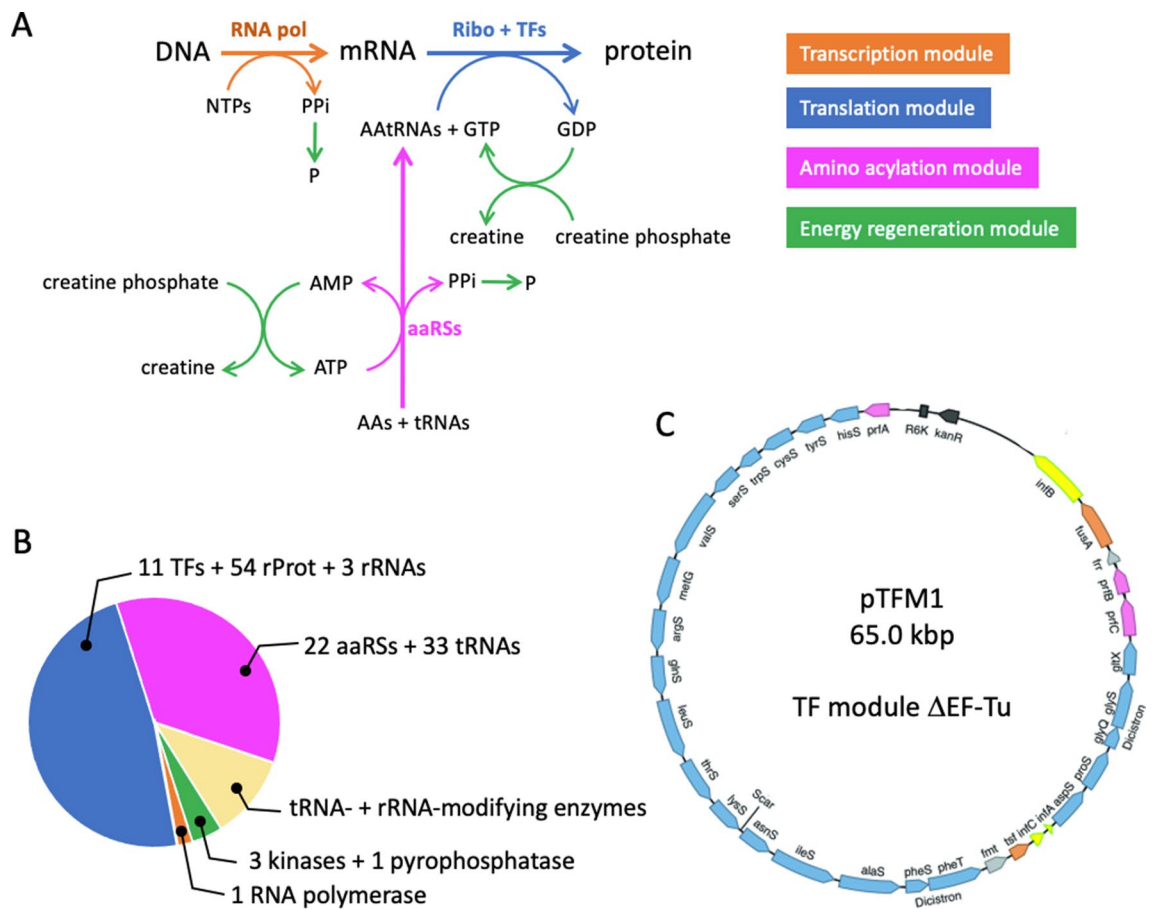 A
RNA pol
Ribo + TFs
DNA
mRNA
protein
NTPs
PPi
P
AAtRNAs + GTP
GDP
creatine
creatine phosphate
creatine phosphate
AMP
PPi
P
aaRSs
creatine
ATP
AAs + tRNAs
Transcription module
Translation module
Amino acylation module
Energy regeneration module
B
11 TFs + 54 rProt + 3 rRNAs
22 aaRSs + 33 tRNAs
tRNA- + rRNA-modifying enzymes
3 kinases + 1 pyrophosphatase
1 RNA polymerase
C
pTFM1
65.0 kbp
TF module ΔEF-Tu
R6K
kanR
infB
fusA
frr
prfB
prfC
gltX
glyS
glyQ
Dicistron
proS
aspS
infA
infC
tsf
fmt
pheT
pheS
Dicistron
alaS
ileS
asnS
Scar
lysS
thrS
leuS
glnS
argS
metG
valS
serS
trpS
cysS
tyrS
hisS
prfA